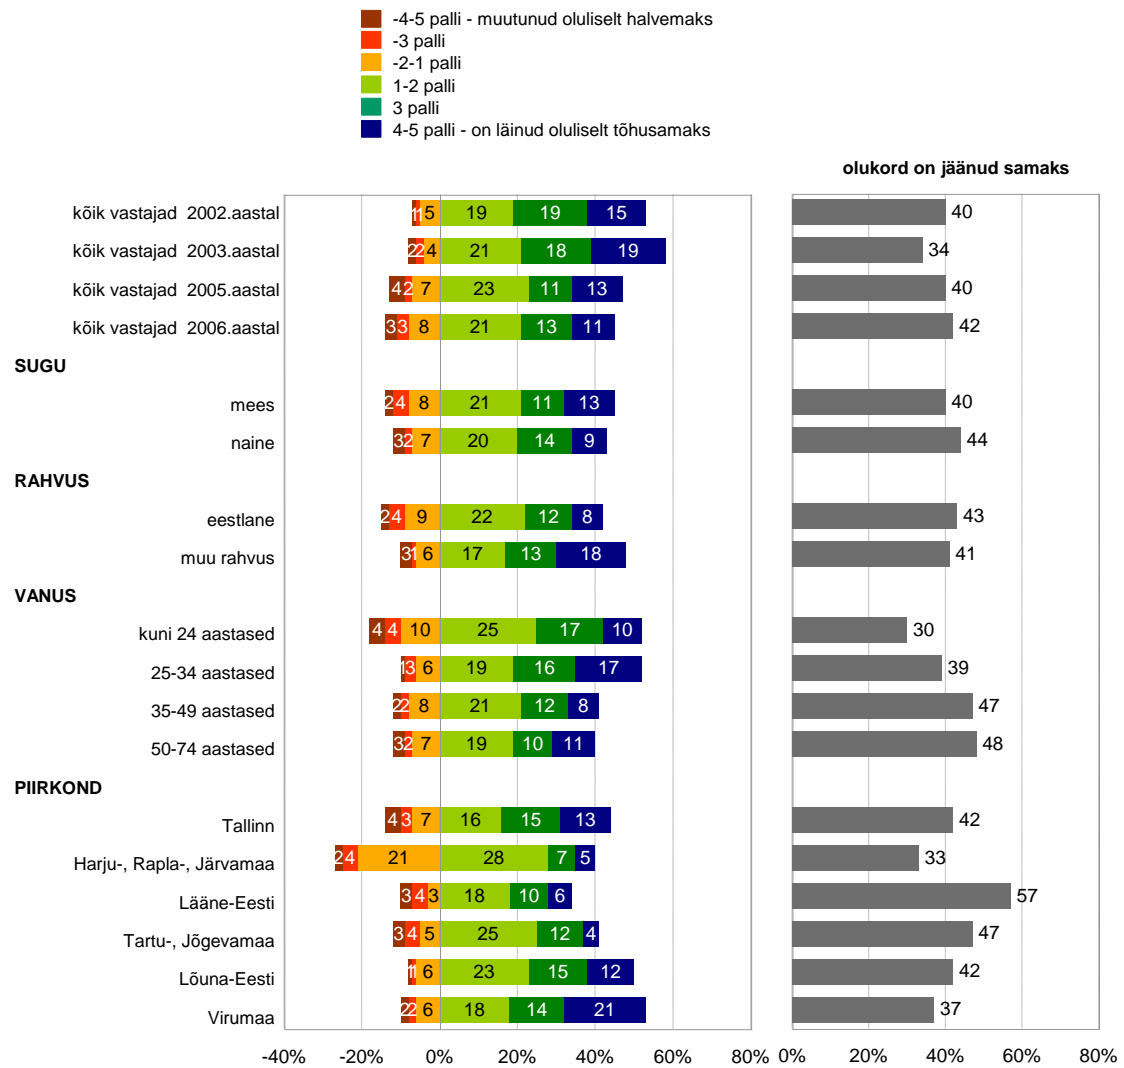 -4-5 palli - muutunud oluliselt halvemaks
-3 palli
-2-1 palli
1-2 palli
3 palli
4-5 palli - on läinud oluliselt tõhusamaks
olukord on jäänud samaks
kõik vastajad 2002.aastal 1 1 5 19 19 15 40
kõik vastajad 2003.aastal 2 2 4 21 18 19 34
kõik vastajad 2005.aastal 4 2 7 23 11 13 40
kõik vastajad 2006.aastal 3 3 8 21 13 11 42
SUGU
mees 2 4 8 21 11 13 40
naine 3 2 7 20 14 9 44
RAHVUS
eestlane 2 4 9 22 12 8 43
muu rahvus 3 1 6 17 13 18 41
VANUS
kuni 24 aastased 4 4 10 25 17 10 30
25-34 aastased 1 3 6 19 16 17 39
35-49 aastased 2 2 8 21 12 8 47
50-74 aastased 3 2 7 19 10 11 48
PIIRKOND
Tallinn 4 3 7 16 15 13 42
Harju-, Rapla-, Järvamaa 2 4 21 28 7 5 33
Lääne-Eesti 3 4 3 18 10 6 57
Tartu-, Jõgevamaa 3 4 5 25 12 4 47
Lõuna-Eesti 1 1 6 23 15 12 42
Virumaa 2 2 6 18 14 21 37
-40% -20% 0% 20% 40% 60% 80% 0% 20% 40% 60% 80%